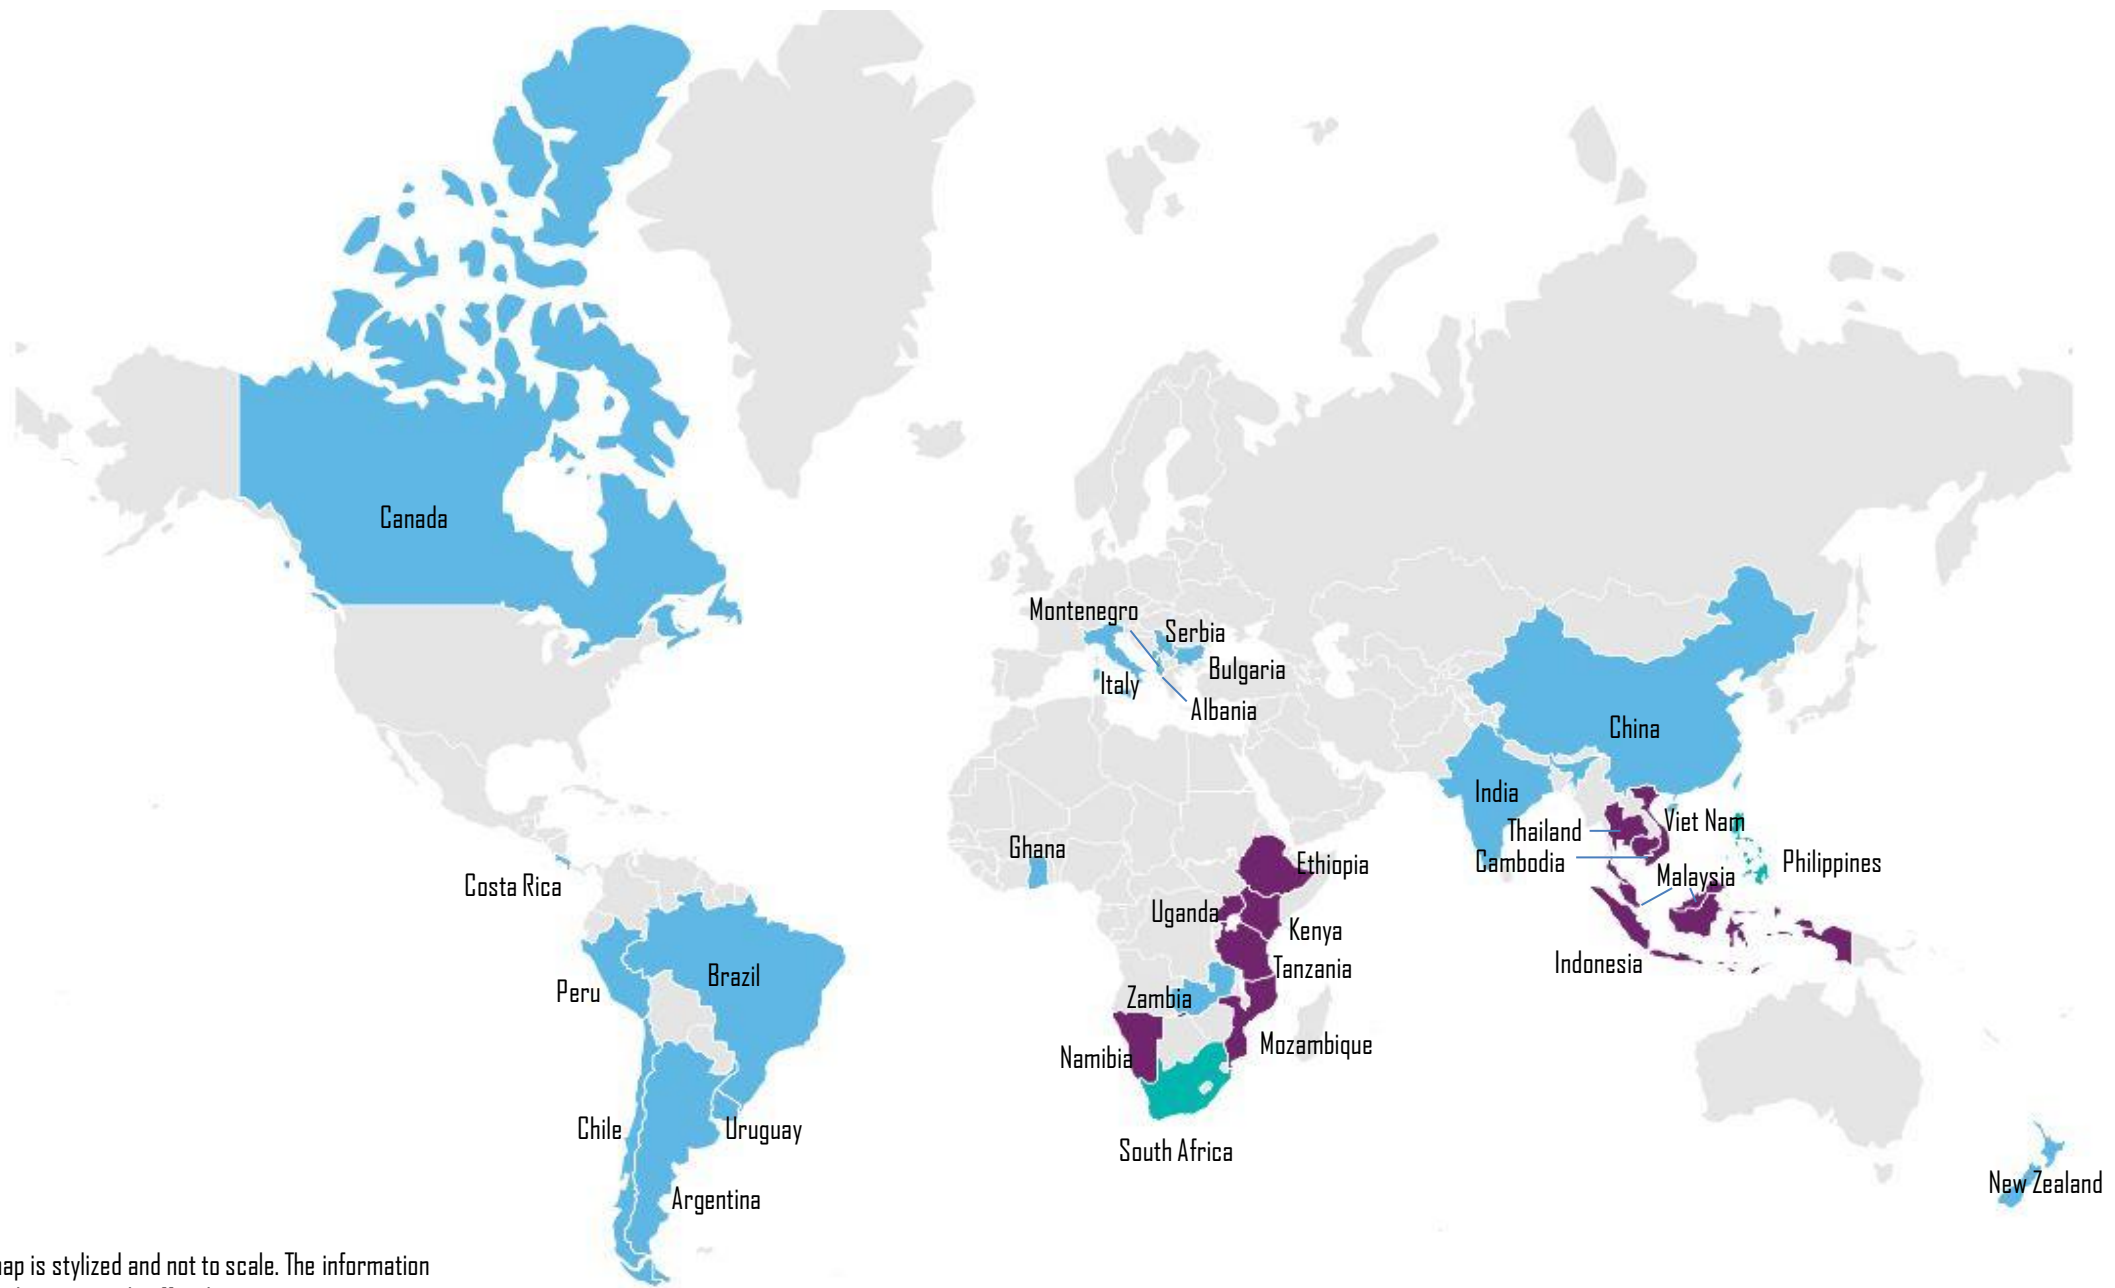 Canada
Montenegro
Serbia
Bulgaria
Italy
Albania
China
India
Thailand
Viet Nam
Cambodia
Malaysia
Philippines
Ghana
Ethiopia
Costa Rica
Uganda
Kenya
Indonesia
Tanzania
Brazil
Peru
Zambia
Mozambique
Namibia
Chile
Uruguay
South Africa
New Zealand
Argentina
map is stylized and not to scale. The information